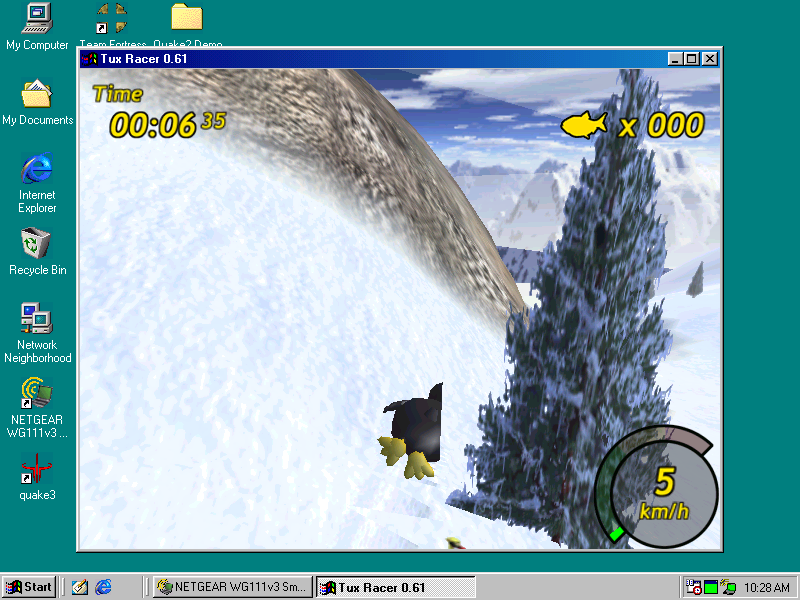 My Computer
Team Fortress
Quake2 Demo
Tux Racer 0.61
Time
00:06 35
x 000
My Documents
Internet
Explorer
Recycle Bin
Network
Neighborhood
NETGEAR
WG111v3 ...
quake3
5
km/h
Start
NETGEAR WG111v3 Sm...
Tux Racer 0.61
10:28 AM